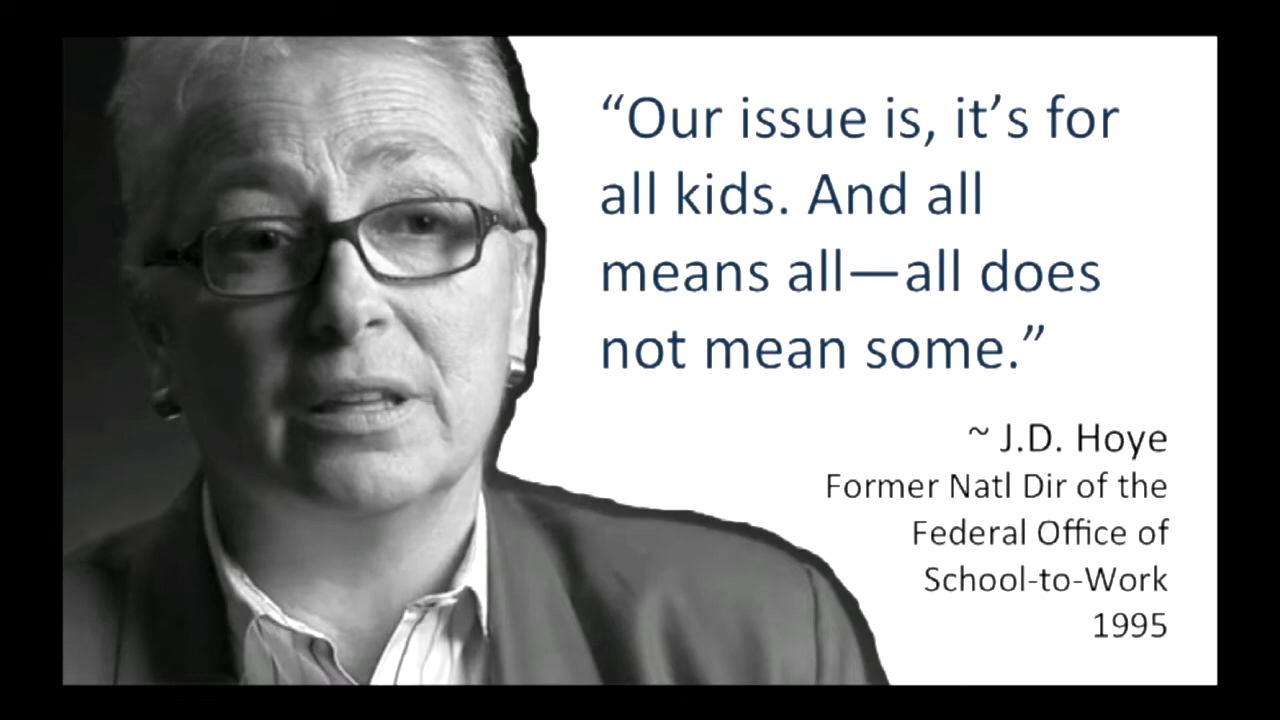 “Our issue is, it’s for
all kids. And all
means all—all does
not mean some.”
~ J.D. Hoye
Former Natl Dir of the
Federal Office of
School-to-Work
1995